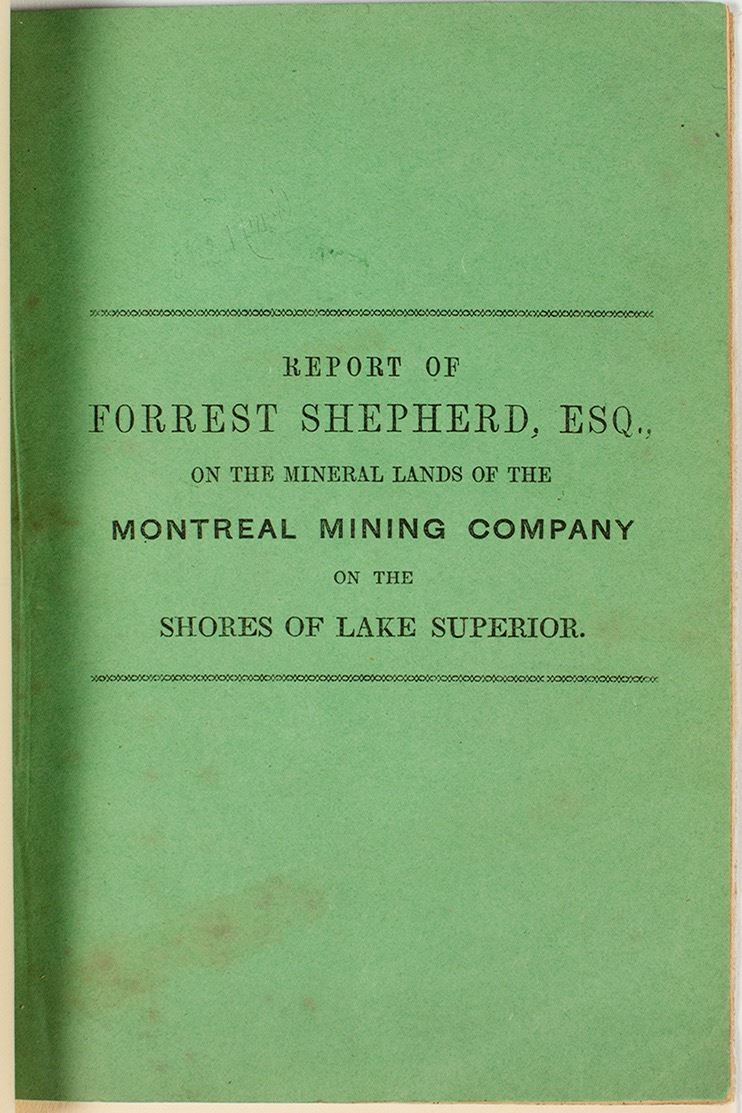 REPORT OF
FORREST SHEPHERD, ESQ.,
ON THE MINERAL LANDS OF THE
MONTREAL MINING COMPANY
ON THE
SHORES OF LAKE SUPERIOR.